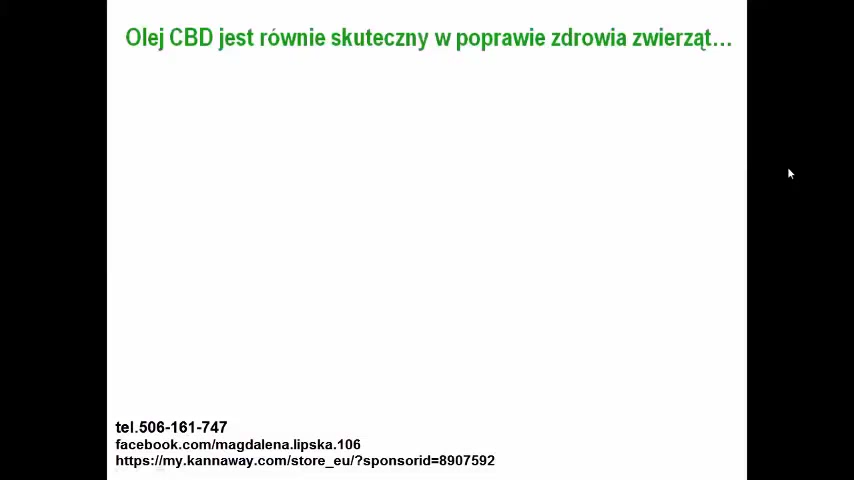 Olej CBD jest równie skuteczny w poprawie zdrowia zwierząt...
tel.506-161-747
facebook.com/magdalena.lipska.106
https://my.kannaway.com/store_eu/?sponsorid=8907592